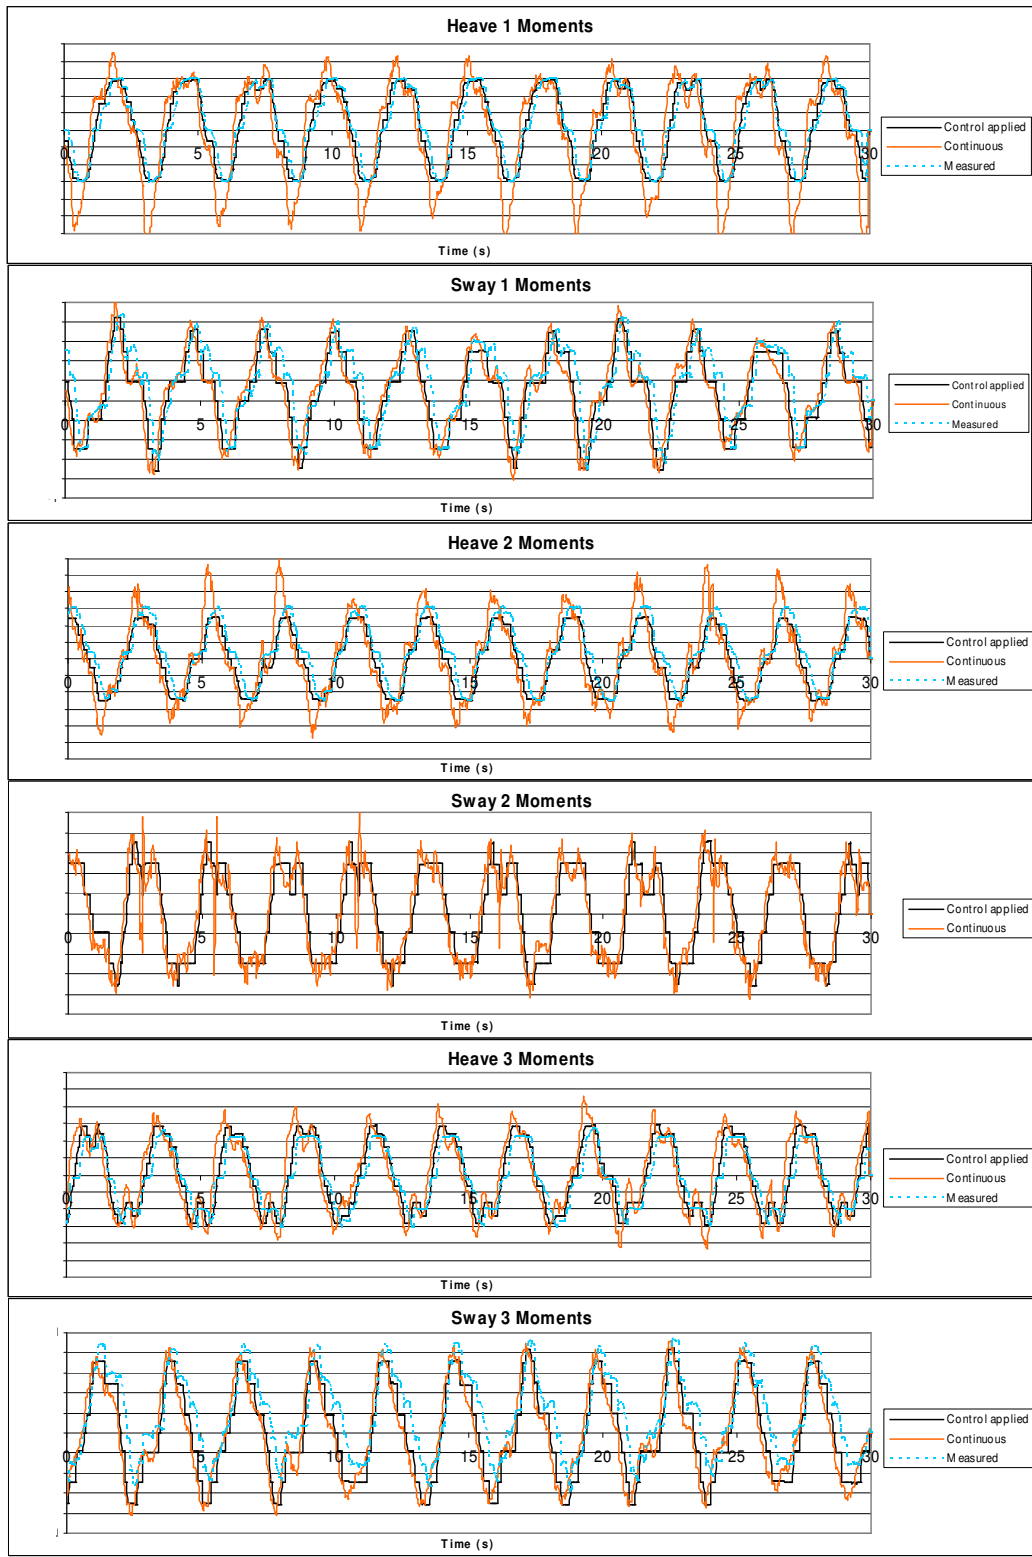 Heave 1 Moments
0 5 10 15 20 25 30
Control applied
Continuous
Measured
Time (s)
Sway 1 Moments
0 5 10 15 20 25 30
Control applied
Continuous
Measured
Time (s)
Heave 2 Moments
0 5 10 15 20 25 30
Control applied
Continuous
Measured
Time (s)
Sway 2 Moments
0 5 10 15 20 25 30
Control applied
Continuous
Time (s)
Heave 3 Moments
0 5 10 15 20 25 30
Control applied
Continuous
Measured
Time (s)
Sway 3 Moments
0 5 10 15 20 25 30
Control applied
Continuous
Measured
Time (s)